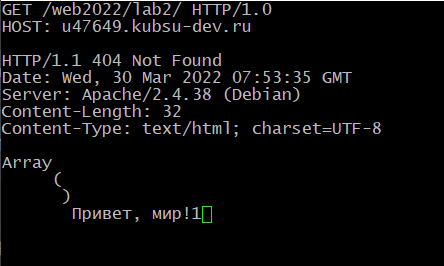 GET /web2022/lab2/ HTTP/1.0
HOST: u47649.kubsu-dev.ru
HTTP/1.1 404 Not Found
Date: Wed, 30 Mar 2022 07:53:35 GMT
Server: Apache/2.4.38 (Debian)
Content-Length: 32
Content-Type: text/html; charset=UTF-8
Array
(
)
Привет, мир!1